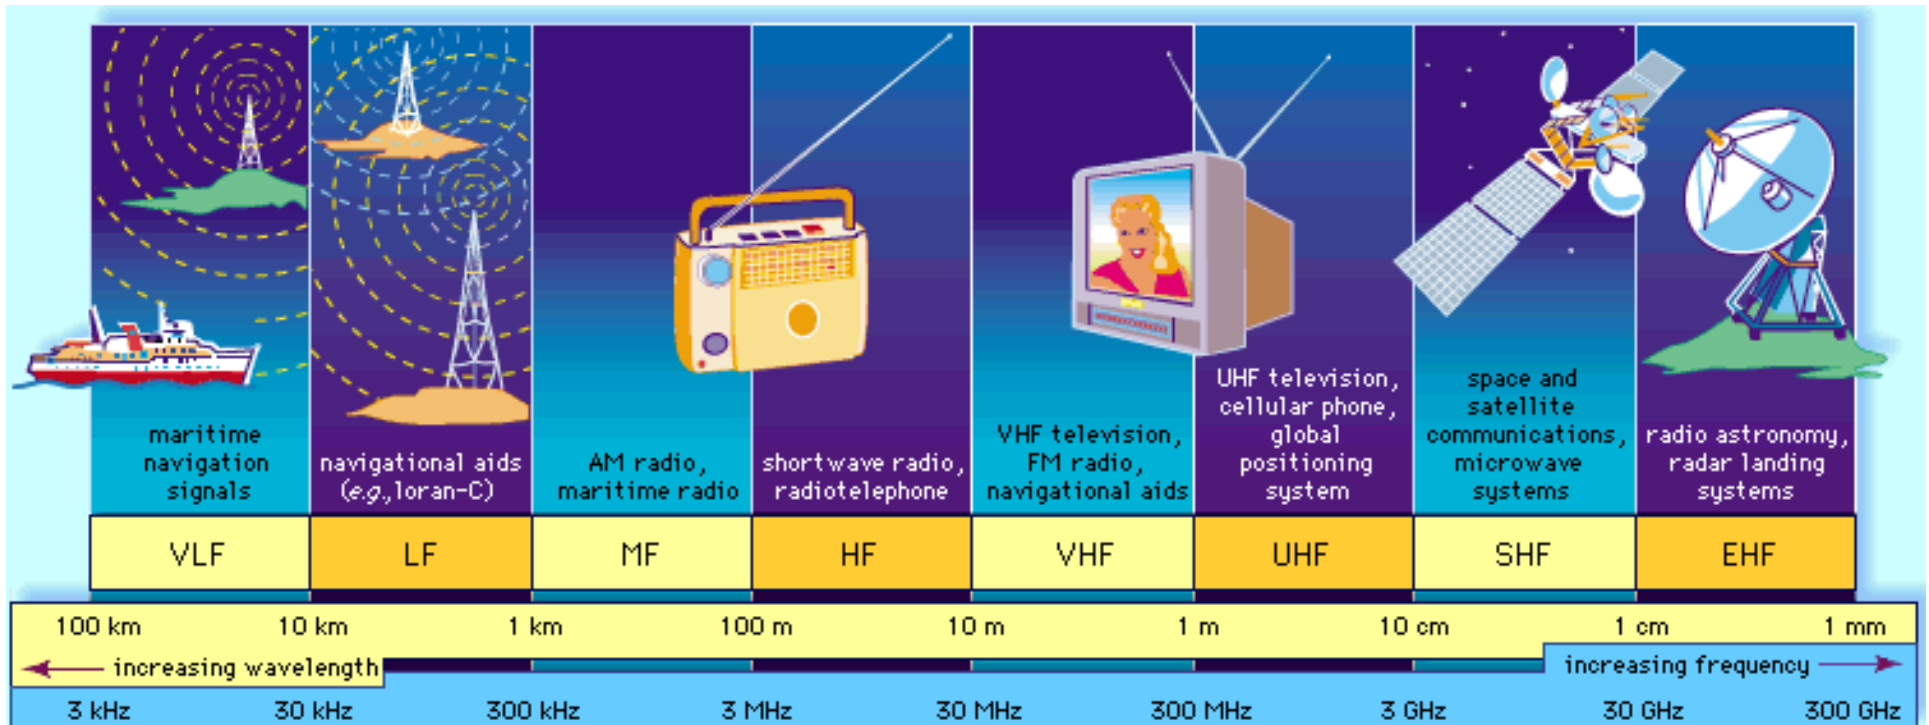 maritime
navigation
signals
navigational aids
(e.g., loran-C)
AM radio,
maritime radio
shortwave radio,
radiotelephone
VHF television,
FM radio,
navigational aids
UHF television,
cellular phone,
global
positioning
system
space and
satellite
communications,
microwave
systems
radio astronomy,
radar landing
systems
VLF LF MF HF VHF UHF SHF EHF
100 km 10 km 1 km 100 m 10 m 1 m 10 cm 1 cm 1 mm
increasing wavelength increasing frequency
3 kHz 30 kHz 300 kHz 3 MHz 30 MHz 300 MHz 3 GHz 30 GHz 300 GHz